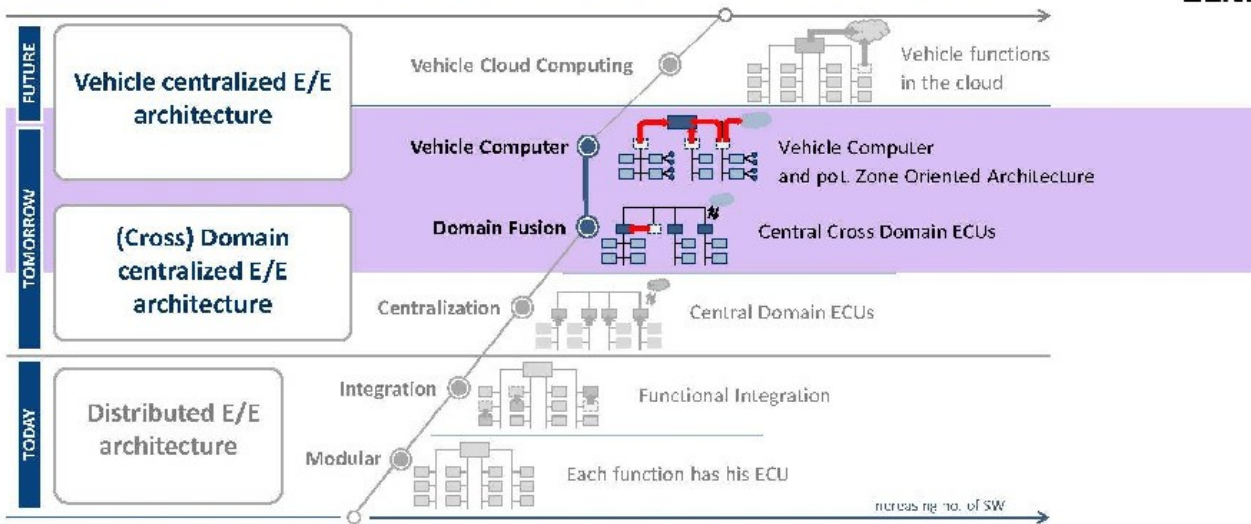 FUTURE
Vehicle centralized E/E
architecture
Vehicle Cloud Computing
Vehicle functions
in the cloud
TOMORROW
Vehicle Computer
Vehicle Computer
and pot. Zone Oriented Architecture
(Cross) Domain
centralized E/E
architecture
Domain Fusion
Central Cross Domain ECUs
Centralization
Central Domain ECUs
TODAY
Distributed E/E
architecture
Integration
Functional Integration
Modular
Each function has his ECU
ncreasing no. of SW